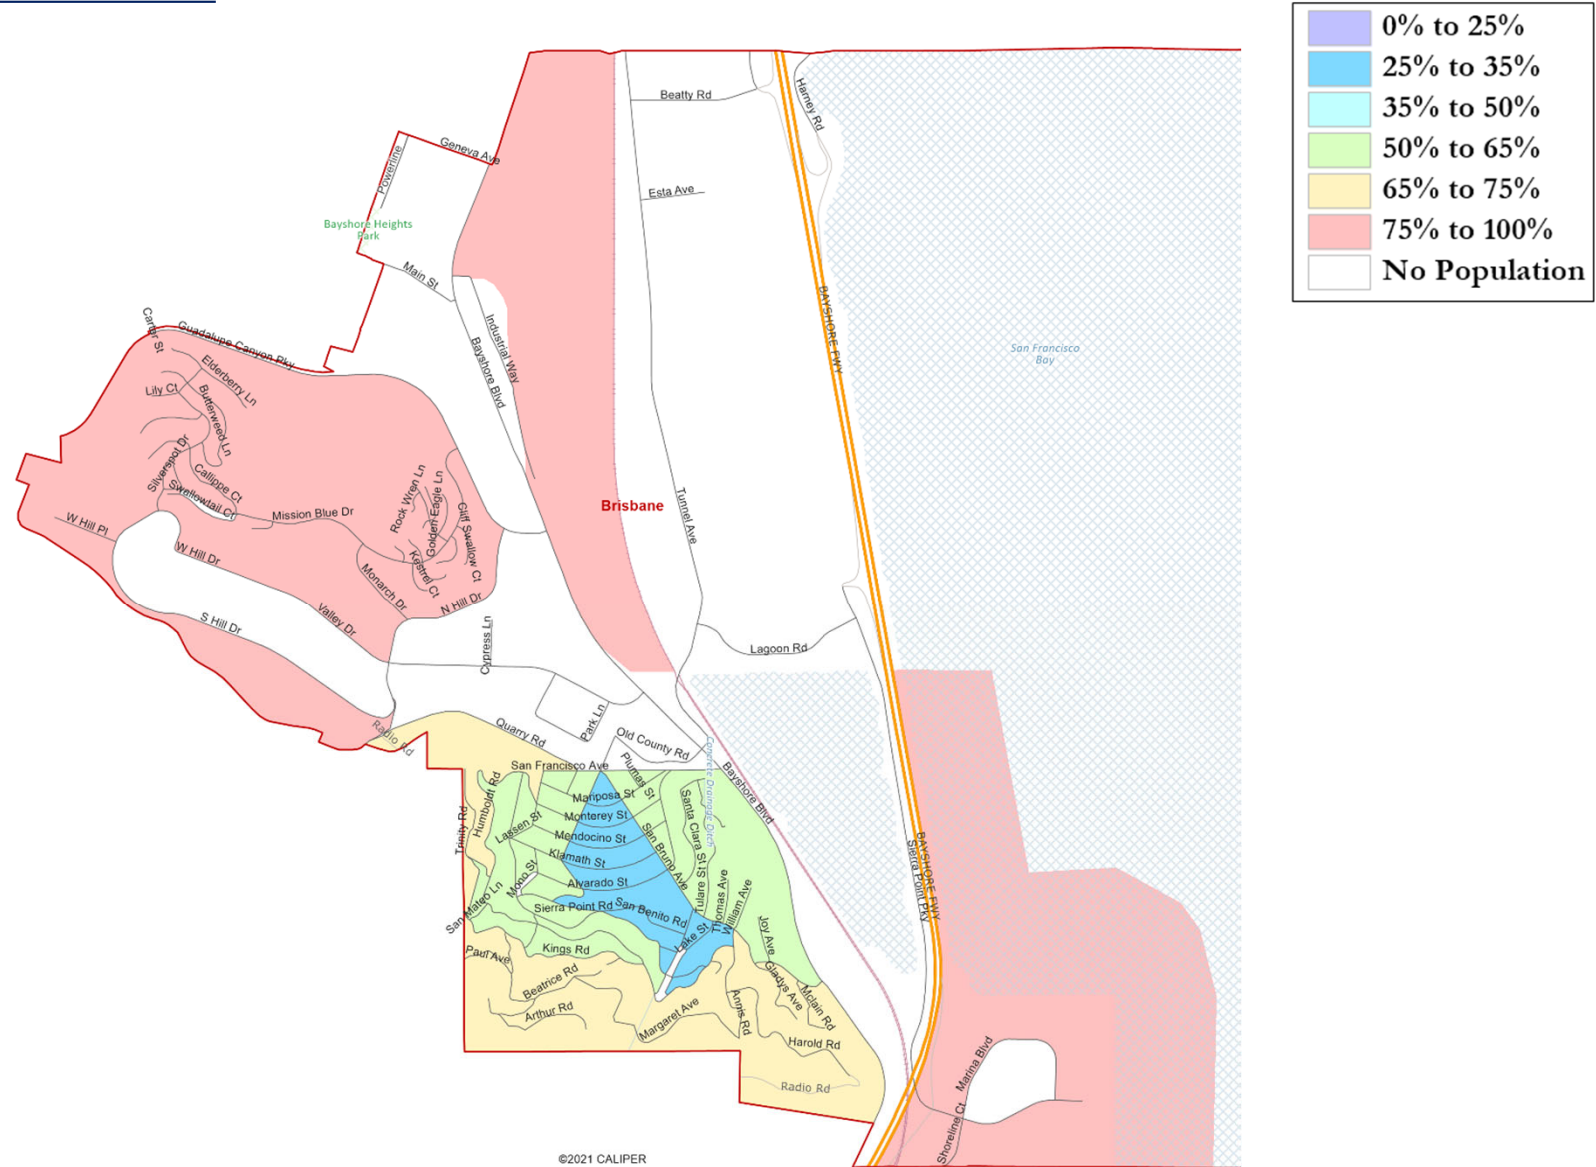 0% to 25%
25% to 35%
35% to 50%
50% to 65%
65% to 75%
75% to 100%
No Population
Beatty Rd
Harney Rd
Geneva Ave
Powerline
Esta Ave
Bayshore Heights
Park
Main St
Industrial Way
Bayshore Blvd
BAYSHORE FWY
San Francisco
Bay
Carter St
Guadalupe Canyon Pky
Elderberry Ln
Lily Ct
Butterweed Ln
Silverspot Dr
Callippe Ct
Swallowtail Ct
Mission Blue Dr
Rock Wren Ln
Golden Eagle Ln
Cliff Swallow Ct
Kestrel Ct
Monarch Dr
N Hill Dr
W Hill Pl
W Hill Dr
Valley Dr
S Hill Dr
Brisbane
Tunnel Ave
Cypress Ln
Lagoon Rd
Park Ln
Quarry Rd
Old County Rd
Radio Rd
San Francisco Ave
Plumas St
Concrete Drainage Ditch
Bayshore Blvd
Humboldt Rd
Trinity Rd
Mariposa St
Monterey St
Lassen St
Mendocino St
Klamath St
San Bruno Ave
Santa Clara St
Mono St
Alvarado St
Tulare St
Thomas Ave
William Ave
San Mateo Ln
Sierra Point Rd
San Benito Rd
Lake St
Joy Ave
BAYSHORE FWY
Sierra Point Pky
Kings Rd
Paul Ave
Beatrice Rd
Gladys Ave
Mclain Rd
Arthur Rd
Margaret Ave
Annis Rd
Harold Rd
Radio Rd
Marina Blvd
Shoreline Ct
©2021 CALIPER